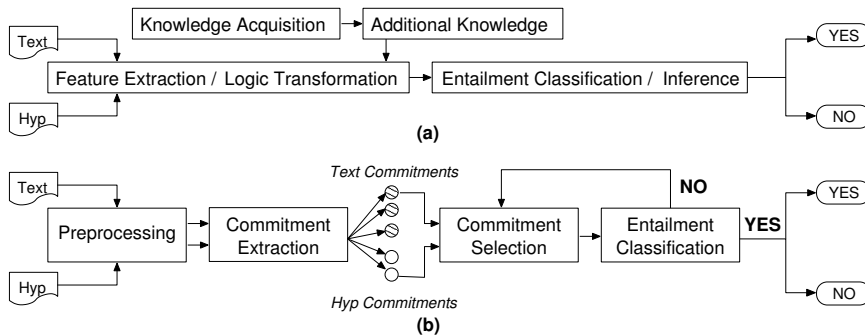 Knowledge Acquisition
Additional Knowledge
Text
YES
Feature Extraction / Logic Transformation
Entailment Classification / Inference
Hyp
NO
(a)
Text Commitments
Text
NO
YES
Preprocessing
Commitment
Extraction
Commitment
Selection
Entailment
Classification
YES
Hyp
NO
Hyp Commitments
(b)